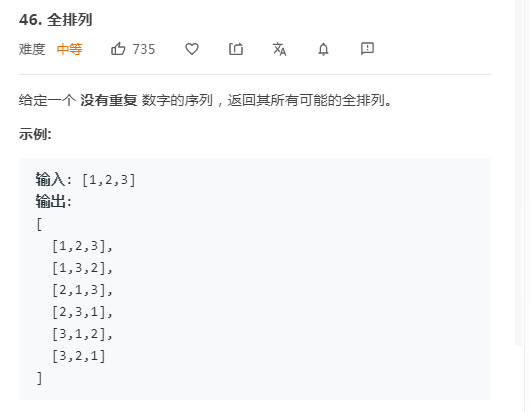 46. 全排列
难度 中等 735
给定一个 没有重复 数字的序列，返回其所有可能的全排列。
示例:
输入: [1,2,3]
输出:
[
  [1,2,3],
  [1,3,2],
  [2,1,3],
  [2,3,1],
  [3,1,2],
  [3,2,1]
]